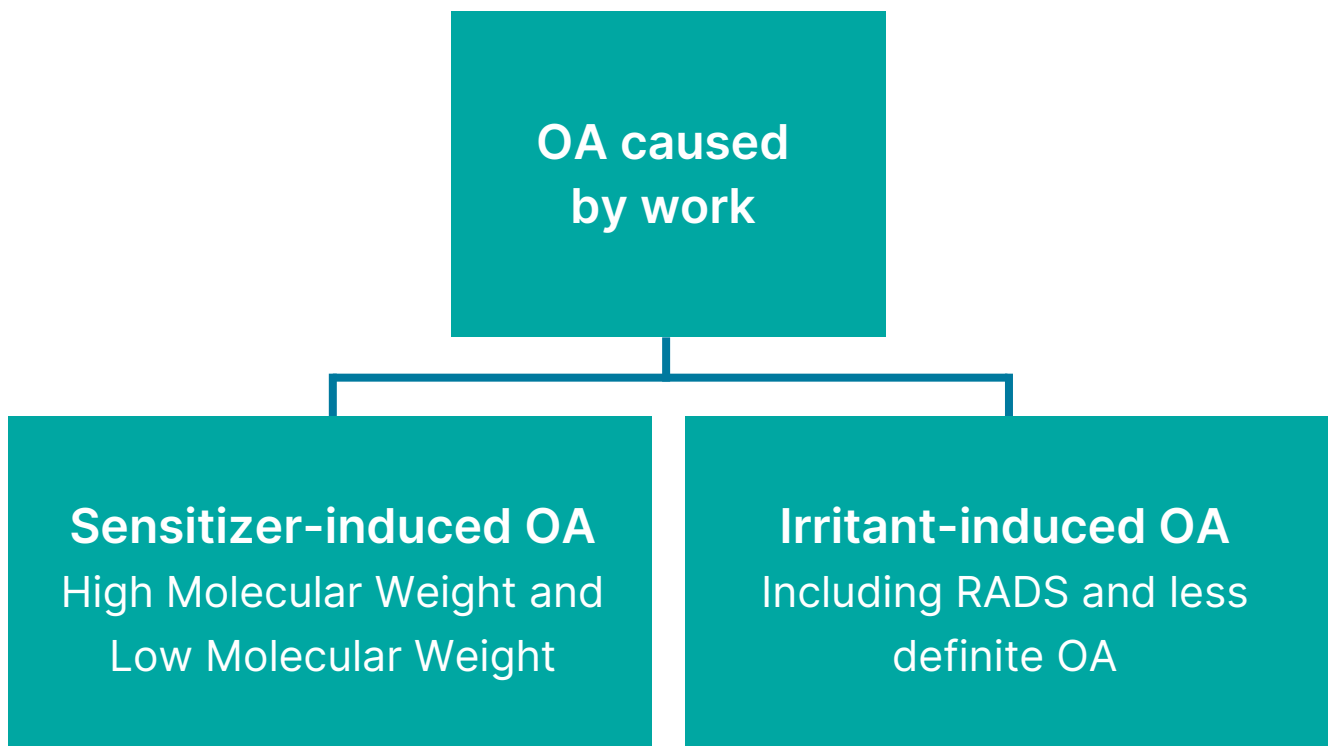 OA caused
by work
Sensitizer-induced OA
High Molecular Weight and
Low Molecular Weight
Irritant-induced OA
Including RADS and less
definite OA